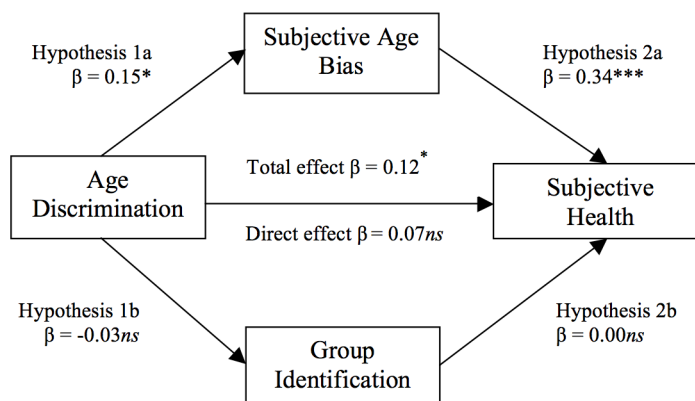 Subjective Age
Bias
Hypothesis 1a
β = 0.15*
Hypothesis 2a
β = 0.34***
Age
Discrimination
Total effect β = 0.12*
Direct effect β = 0.07ns
Subjective
Health
Hypothesis 1b
β = -0.03ns
Hypothesis 2b
β = 0.00ns
Group
Identification